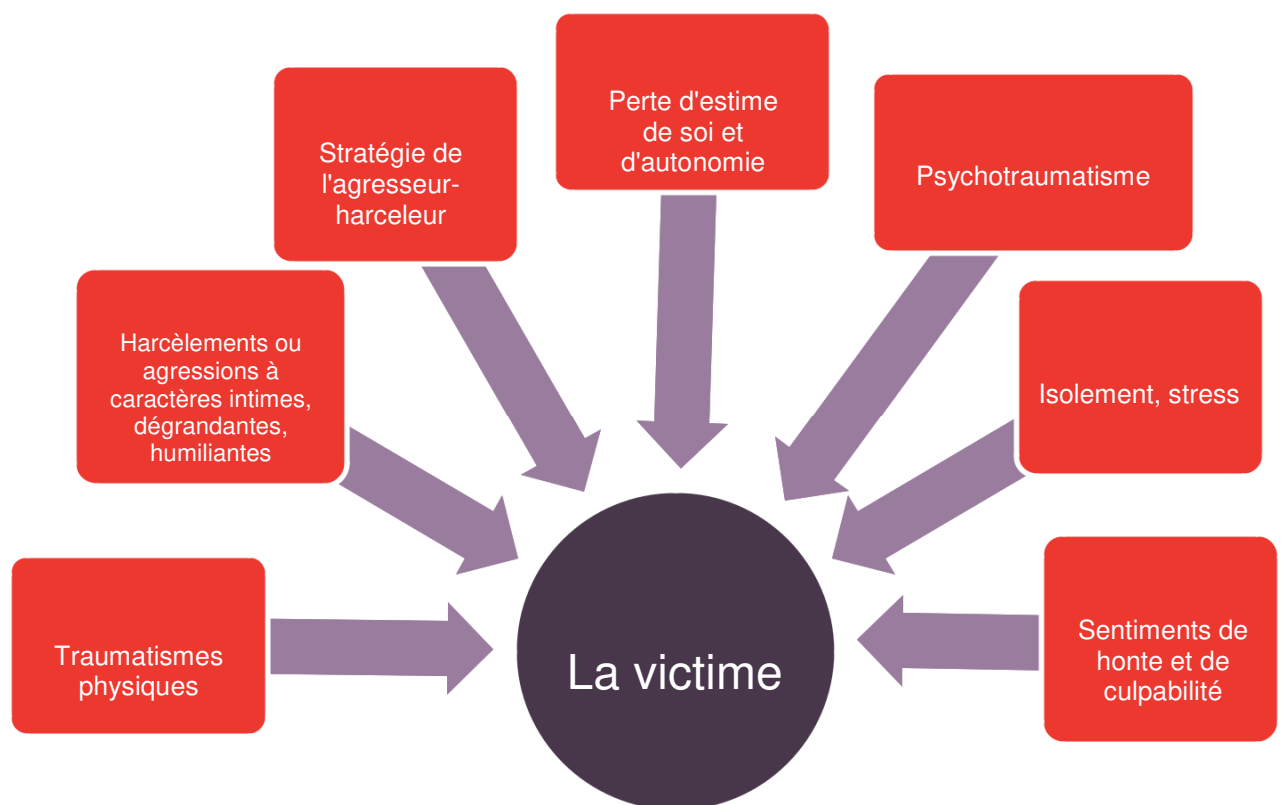 Perte d'estime
de soi et
d'autonomie
Stratégie de
l'agresseur-
harceleur
Psychotraumatisme
Harcèlements ou
agressions à
caractères intimes,
dégrandantes,
humiliantes
Isolement, stress
Traumatismes
physiques
La victime
Sentiments de
honte et de
culpabilité